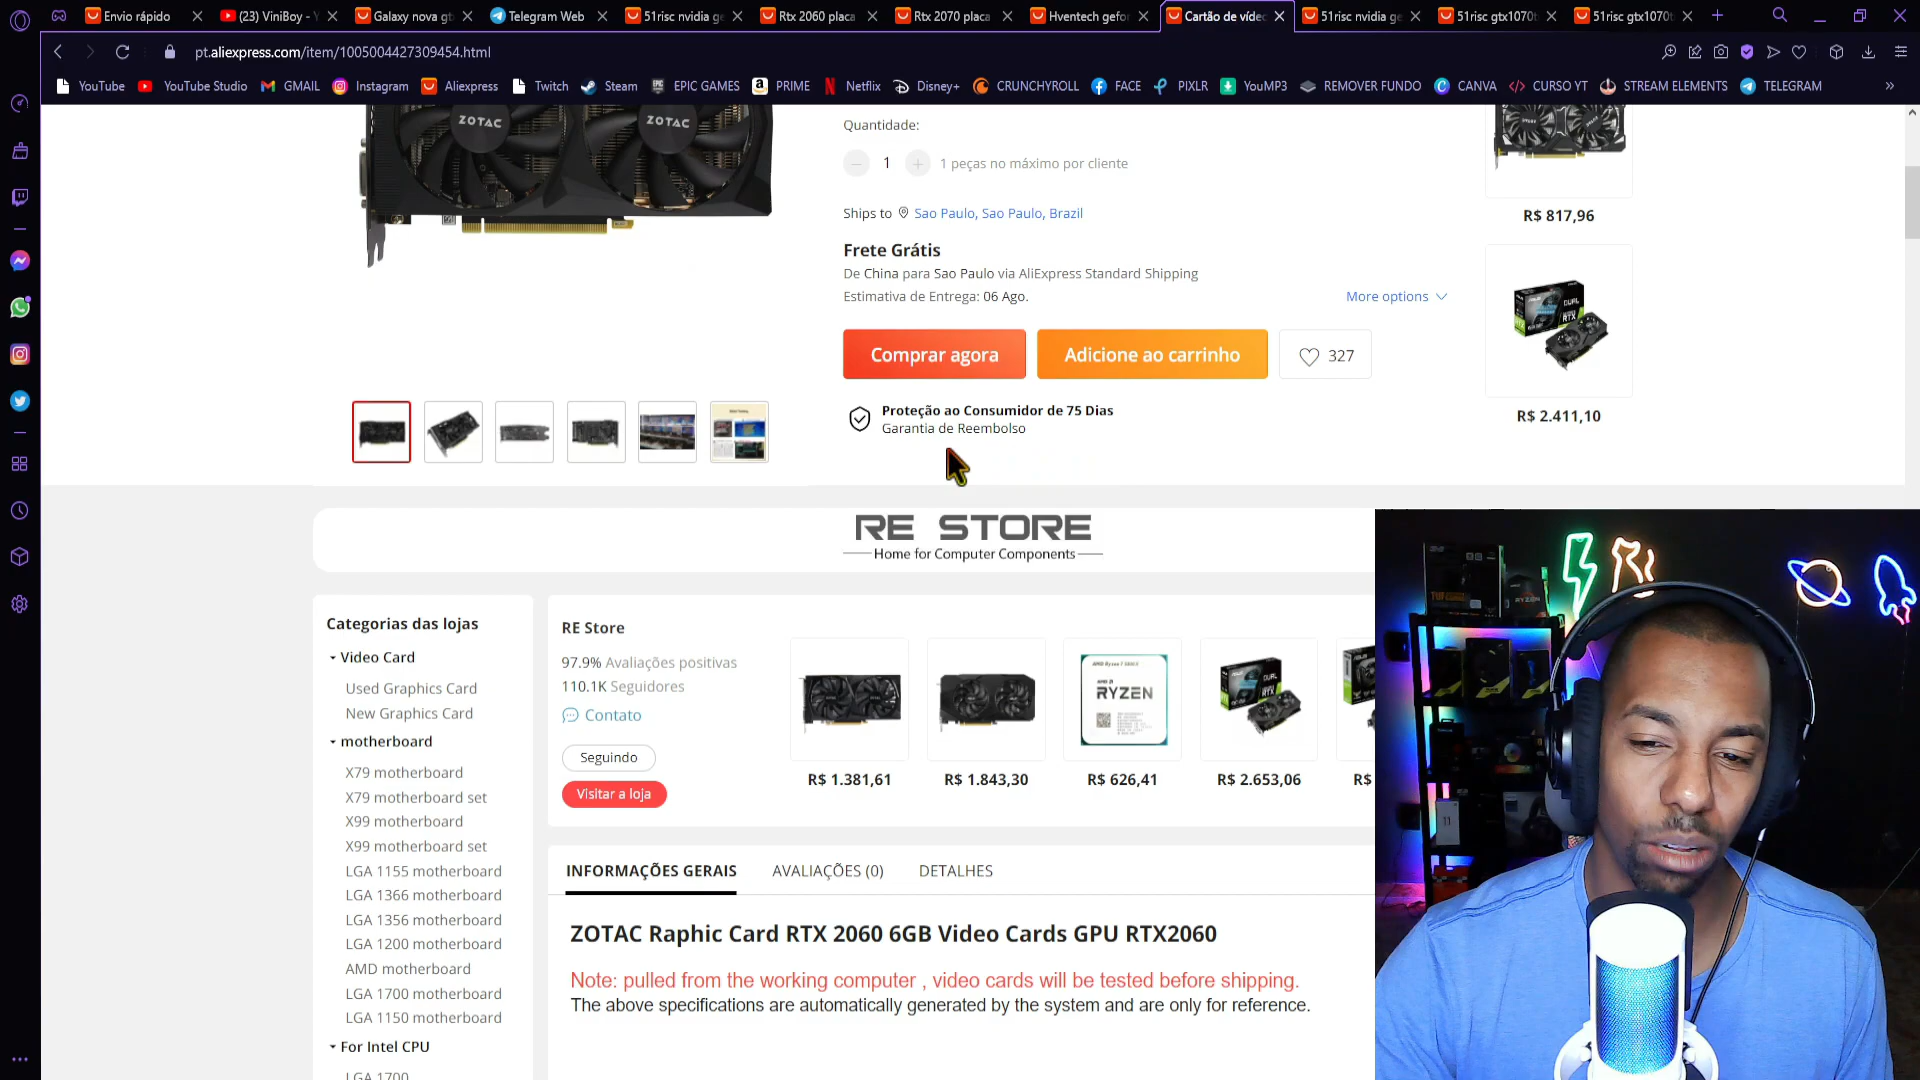 Envio rápido
(23) ViniBoy - Y
Galaxy nova gt
Telegram Web
51risc nvidia ge
Rtx 2060 placa
Rtx 2070 placa
Hventech gefor
Cartão de víde
51risc nvidia ge
51risc gtx1070t
51risc gtx1070t
pt.aliexpress.com/item/1005004427309454.html
YouTube
YouTube Studio
GMAIL
Instagram
Aliexpress
Twitch
Steam
EPIC GAMES
PRIME
Netflix
Disney+
CRUNCHYROLL
FACE
PIXLR
YouMP3
REMOVER FUNDO
CANVA
CURSO YT
STREAM ELEMENTS
TELEGRAM
ZOTAC ZOTAC
Quantidade:
1
1 peças no máximo por cliente
Ships to Sao Paulo, Sao Paulo, Brazil
R$ 817,96
Frete Grátis
De China para Sao Paulo via AliExpress Standard Shipping
Estimativa de Entrega: 06 Ago.
More options
Comprar agora
Adicione ao carrinho
327
DUAL
RTX
R$ 2.411,10
Proteção ao Consumidor de 75 Dias
Garantia de Reembolso
RE STORE
Home for Computer Components
Categorias das lojas
Video Card
Used Graphics Card
New Graphics Card
motherboard
X79 motherboard
X79 motherboard set
X99 motherboard
X99 motherboard set
LGA 1155 motherboard
LGA 1366 motherboard
LGA 1356 motherboard
LGA 1200 motherboard
AMD motherboard
LGA 1700 motherboard
LGA 1150 motherboard
For Intel CPU
LGA 1700
RE Store
97.9% Avaliações positivas
110.1K Seguidores
Contato
Seguindo
Visitar a loja
RYZEN
R$ 1.381,61
R$ 1.843,30
R$ 626,41
R$ 2.653,06
R$
INFORMAÇÕES GERAIS
AVALIAÇÕES (0)
DETALHES
ZOTAC Raphic Card RTX 2060 6GB Video Cards GPU RTX2060
Note: pulled from the working computer , video cards will be tested before shipping.
The above specifications are automatically generated by the system and are only for reference.